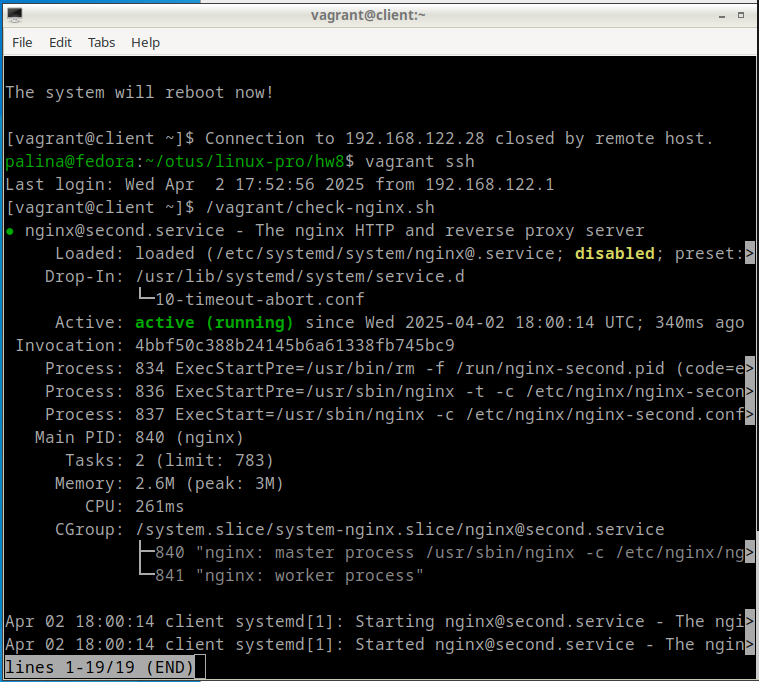 vagrant@client:~
File Edit Tabs Help
The system will reboot now!
[vagrant@client ~]$ Connection to 192.168.122.28 closed by remote host.
palina@fedora:~/otus/linux-pro/hw8$ vagrant ssh
Last login: Wed Apr  2 17:52:56 2025 from 192.168.122.1
[vagrant@client ~]$ /vagrant/check-nginx.sh
● nginx@second.service - The nginx HTTP and reverse proxy server
     Loaded: loaded (/etc/systemd/system/nginx@.service; disabled; preset:>
    Drop-In: /usr/lib/systemd/system/service.d
             └─10-timeout-abort.conf
     Active: active (running) since Wed 2025-04-02 18:00:14 UTC; 340ms ago
 Invocation: 4bbf50c388b24145b6a61338fb745bc9
    Process: 834 ExecStartPre=/usr/bin/rm -f /run/nginx-second.pid (code=e>
    Process: 836 ExecStartPre=/usr/sbin/nginx -t -c /etc/nginx/nginx-secon>
    Process: 837 ExecStart=/usr/sbin/nginx -c /etc/nginx/nginx-second.conf>
   Main PID: 840 (nginx)
      Tasks: 2 (limit: 783)
     Memory: 2.6M (peak: 3M)
        CPU: 261ms
     CGroup: /system.slice/system-nginx.slice/nginx@second.service
             ├─840 "nginx: master process /usr/sbin/nginx -c /etc/nginx/ng>
             └─841 "nginx: worker process"
Apr 02 18:00:14 client systemd[1]: Starting nginx@second.service - The ngi>
Apr 02 18:00:14 client systemd[1]: Started nginx@second.service - The ngin>
lines 1-19/19 (END)